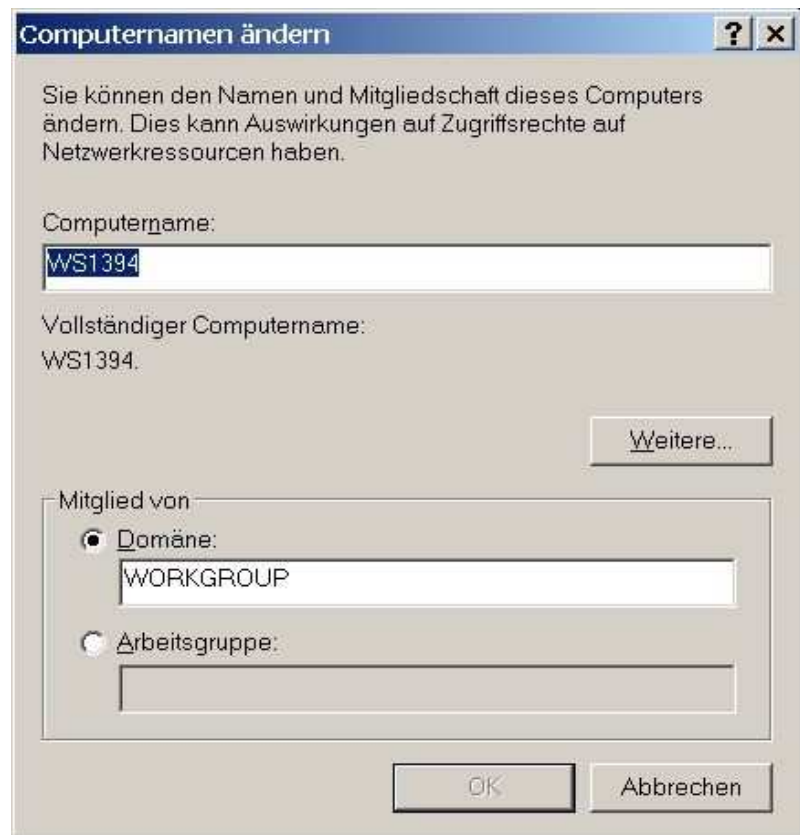 Computernamen ändern
Sie können den Namen und Mitgliedschaft dieses Computers
ändern. Dies kann Auswirkungen auf Zugriffsrechte auf
Netzwerkressourcen haben.
Computername:
WS1394
Vollständiger Computername:
WS1394.
Weitere...
Mitglied von
Domäne:
WORKGROUP
Arbeitsgruppe:
OK
Abbrechen